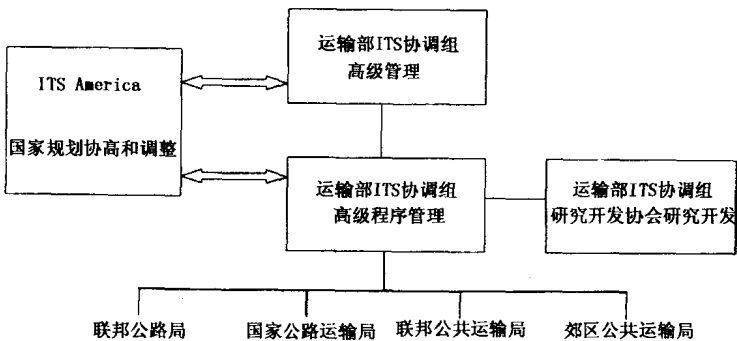 运输部ITS协调组
高级管理
ITS America
国家规划协高和调整
运输部ITS协调组
高级程序管理
运输部ITS协调组
研究开发协会研究开发
联邦公路局
国家公路运输局
联邦公共运输局
郊区公共运输局